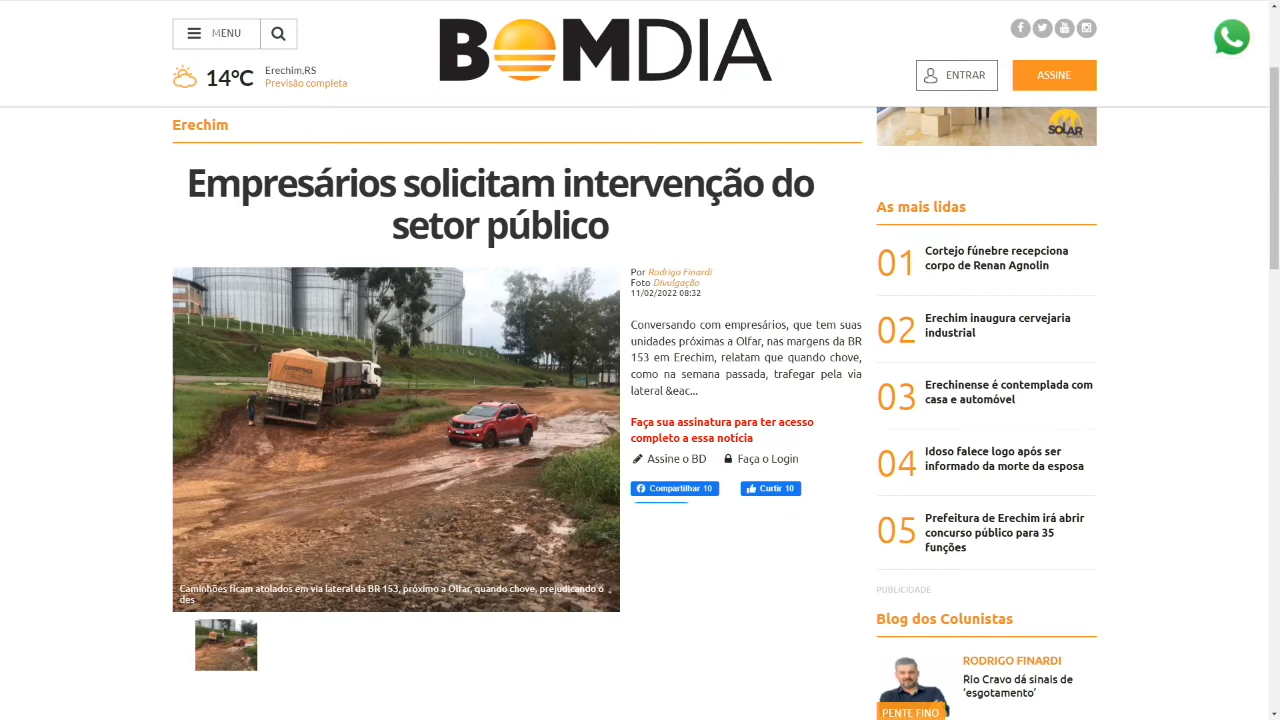 MENU
BOMDIA
14°C
Erechim,RS
Previsão completa
ENTRAR
ASSINE
Erechim
SOLAR
Empresários solicitam intervenção do
setor público
Por Rodrigo Finardi
Foto Divulgação
11/02/2022 08:32
Conversando com empresários, que tem suas
unidades próximas a Olfar, nas margens da BR
153 em Erechim, relatam que quando chove,
como na semana passada, trafegar pela via
lateral &eac...
Faça sua assinatura para ter acesso
completo a essa notícia
Assine o BD
Faça o Login
Compartilhar 10
Curtir 10
Caminhões ficam atolados em via lateral da BR 153, próximo a Olfar, quando chove, prejudicando o
des
As mais lidas
01
Cortejo fúnebre recepciona
corpo de Renan Agnolin
02
Erechim inaugura cervejaria
industrial
03
Erechinense é contemplada com
casa e automóvel
04
Idoso falece logo após ser
informado da morte da esposa
05
Prefeitura de Erechim irá abrir
concurso público para 35
funções
PUBLICIDADE
Blog dos Colunistas
RODRIGO FINARDI
Rio Cravo dá sinais de
‘esgotamento’
PENTE FINO